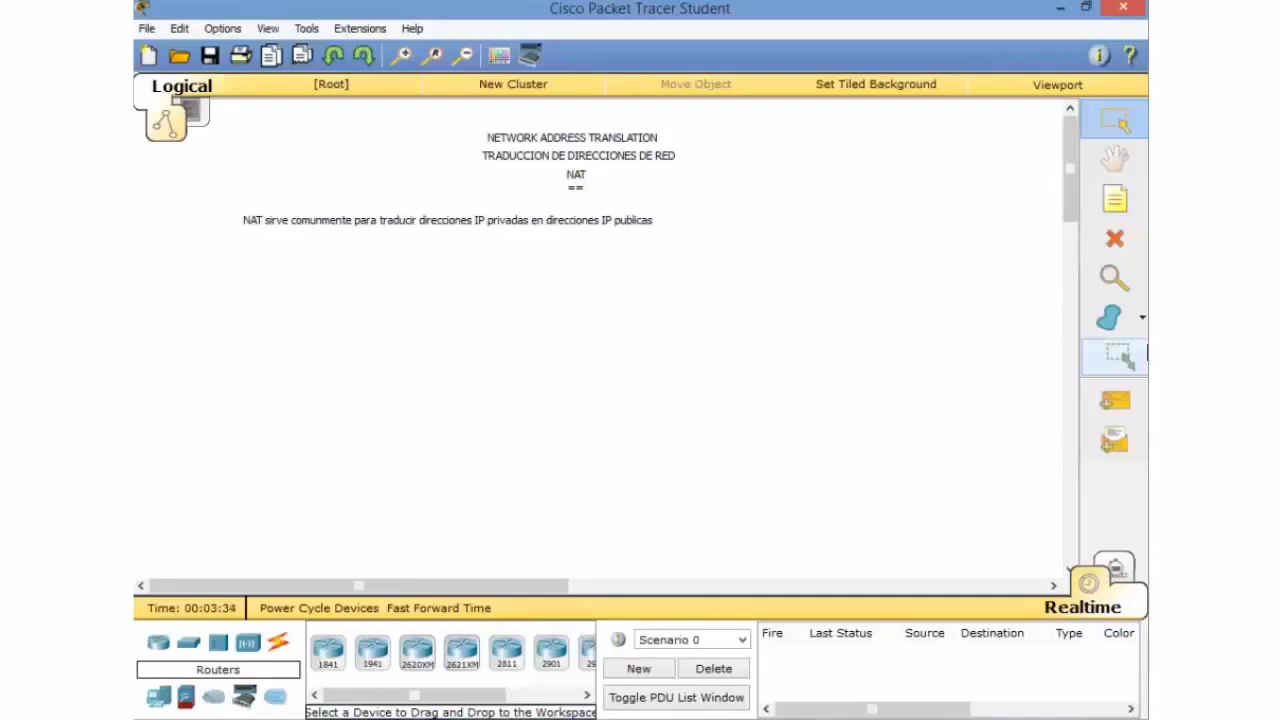 Cisco Packet Tracer Student
File Edit Options View Tools Extensions Help
Logical [Root] New Cluster Move Object Set Tiled Background Viewport
NETWORK ADDRESS TRANSLATION
TRADUCCION DE DIRECCIONES DE RED
NAT
==
NAT sirve comunmente para traducir direcciones IP privadas en direcciones IP publicas
Realtime
Time: 00:03:34 Power Cycle Devices Fast Forward Time
Routers
1841 1941 2620XM 2621XM 2811 2901 29
Select a Device to Drag and Drop to the Workspace
Scenario 0
New Delete
Toggle PDU List Window
Fire Last Status Source Destination Type Color